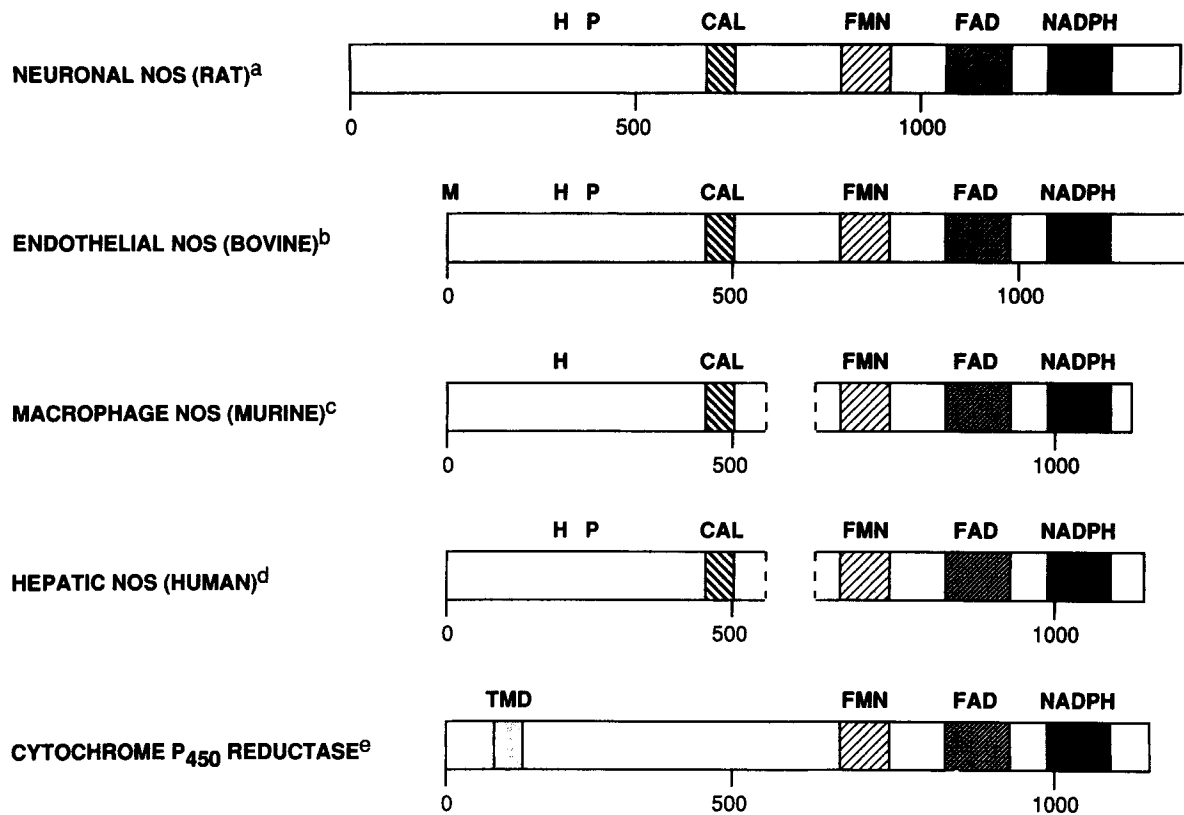 H P CAL FMN FAD NADPH
NEURONAL NOS (RAT)a
0 500 1000
M H P CAL FMN FAD NADPH
ENDOTHELIAL NOS (BOVINE)b
0 500 1000
H CAL FMN FAD NADPH
MACROPHAGE NOS (MURINE)c
0 500 1000
H P CAL FMN FAD NADPH
HEPATIC NOS (HUMAN)d
0 500 1000
TMD FMN FAD NADPH
CYTOCHROME P450 REDUCTASEe
0 500 1000